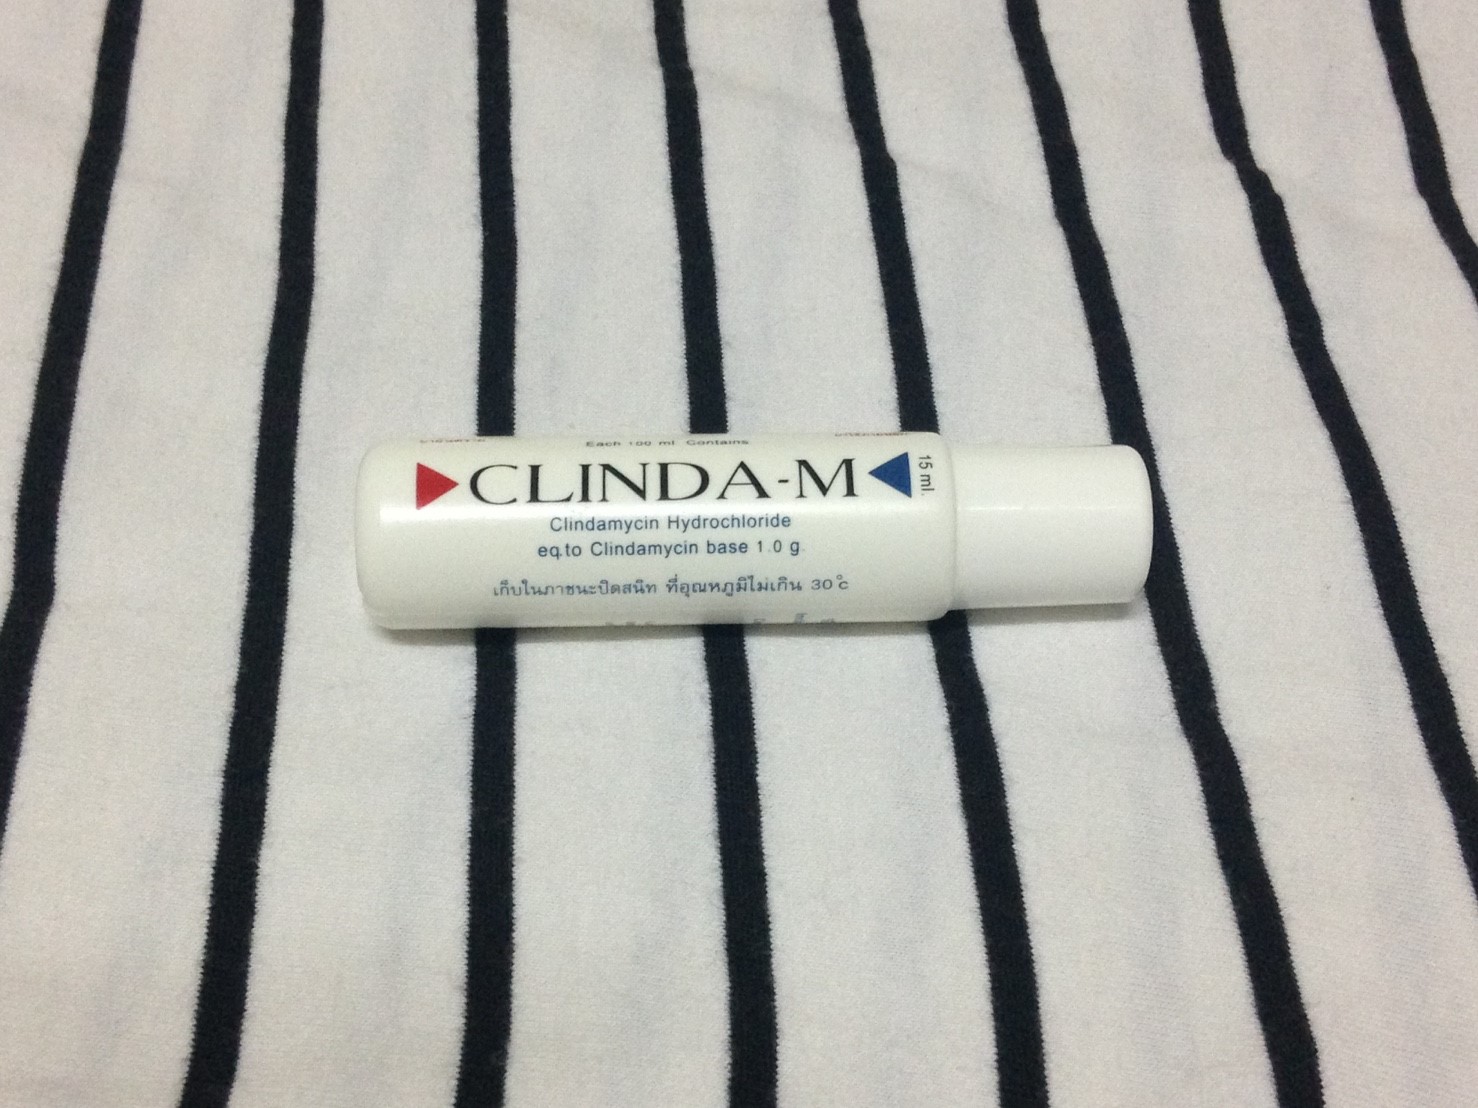 Each 100 ml Contains
CLINDA-M
15 ml.
Clindamycin Hydrochloride
eq.to Clindamycin base 1.0 g.
เก็บในภาชนะปิดสนิท ที่อุณหภูมิไม่เกิน 30°c